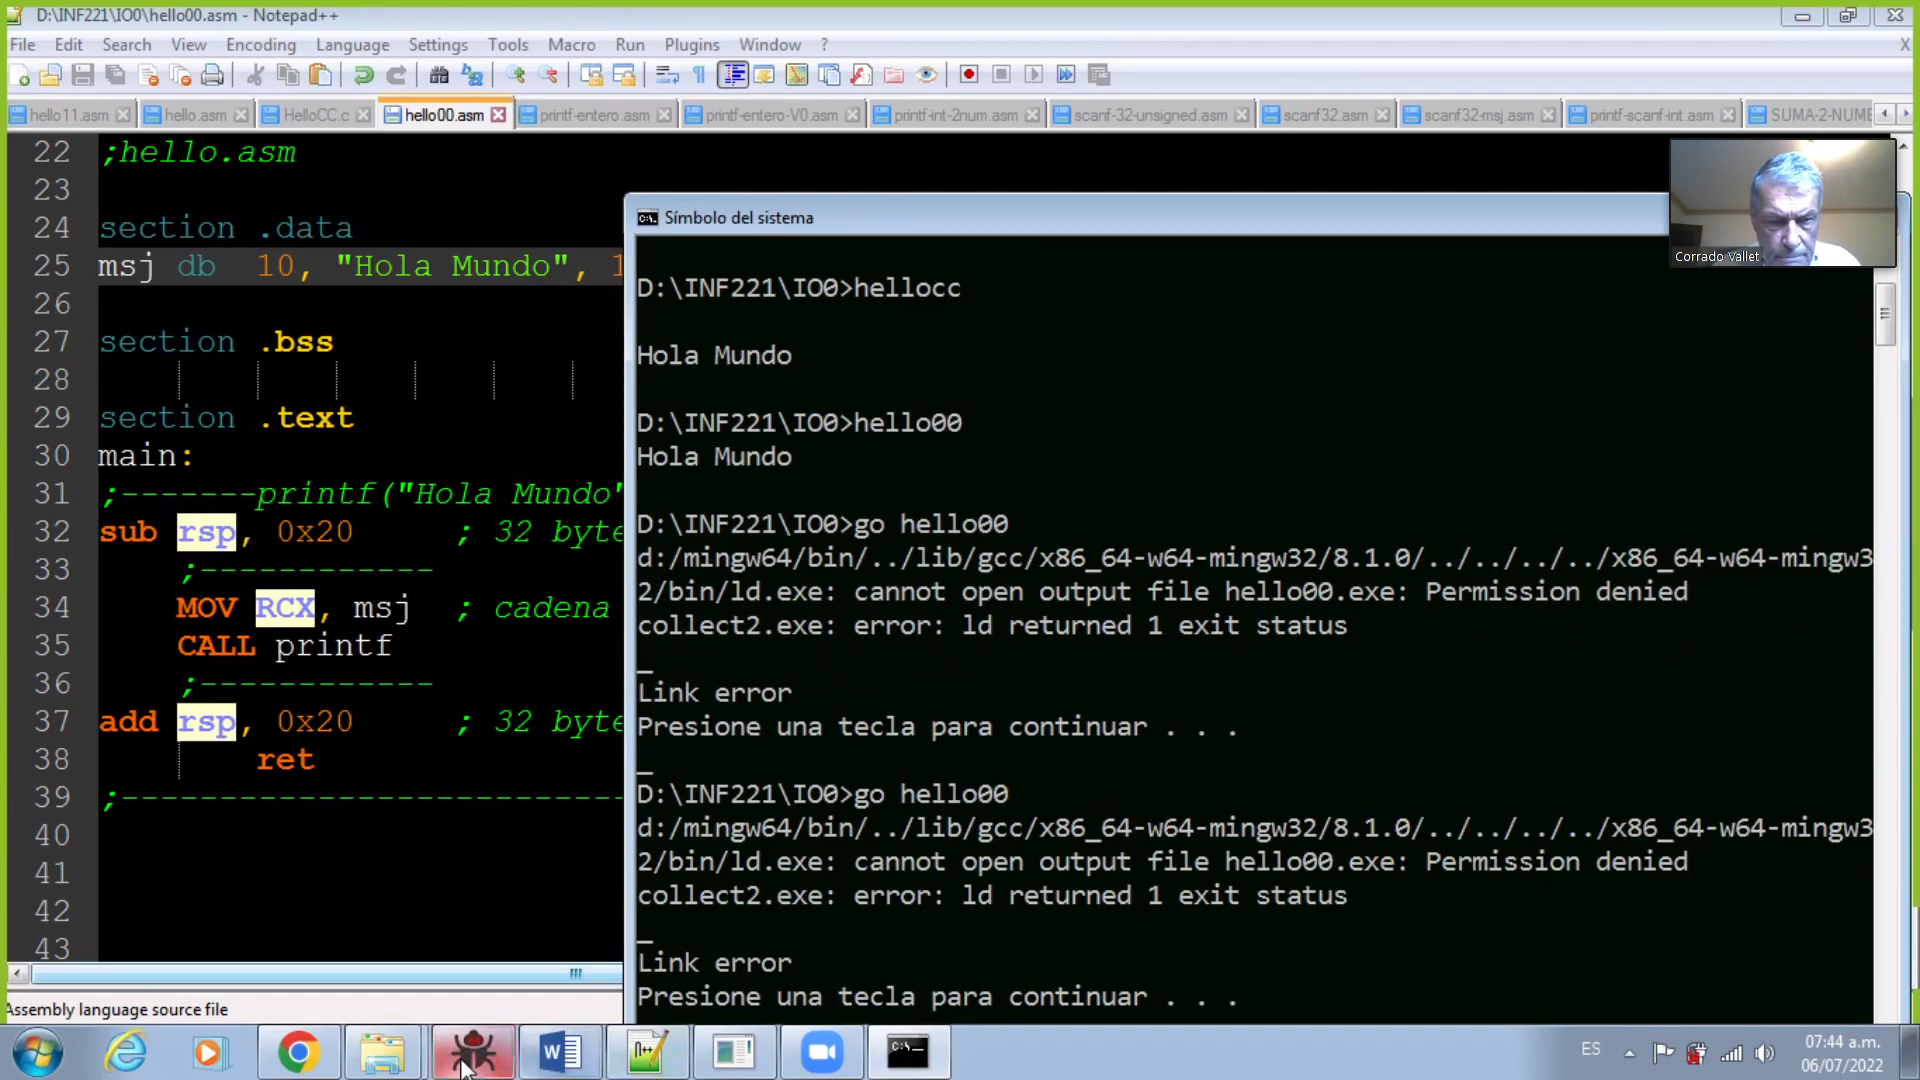 D:\INF221\IO0\hello00.asm - Notepad++
File Edit Search View Encoding Language Settings Tools Macro Run Plugins Window ? X
hello11.asm hello.asm HelloCC.c hello00.asm printf-entero.asm printf-entero-V0.asm printf-int-2num.asm scanf-32-unsigned.asm scanf32.asm scanf32-msj.asm printf-scanf-int.asm SUMA-2-NUME
22 ;hello.asm
23
24 section .data
25 msj db 10, "Hola Mundo", 1
26
27 section .bss
28
29 section .text
30 main:
31 ;-------printf("Hola Mundo"
32 sub rsp, 0x20 ; 32 byte
33 ;------------
34 MOV RCX, msj ; cadena
35 CALL printf
36 ;------------
37 add rsp, 0x20 ; 32 byte
38 ret
39 ;--------------------------
40
41
42
43
Assembly language source file
Corrado Vallet
Símbolo del sistema
D:\INF221\IO0>hellocc
Hola Mundo
D:\INF221\IO0>hello00
Hola Mundo
D:\INF221\IO0>go hello00
d:/mingw64/bin/../lib/gcc/x86_64-w64-mingw32/8.1.0/../../../../x86_64-w64-mingw3
2/bin/ld.exe: cannot open output file hello00.exe: Permission denied
collect2.exe: error: ld returned 1 exit status
_
Link error
Presione una tecla para continuar . . .
_
D:\INF221\IO0>go hello00
d:/mingw64/bin/../lib/gcc/x86_64-w64-mingw32/8.1.0/../../../../x86_64-w64-mingw3
2/bin/ld.exe: cannot open output file hello00.exe: Permission denied
collect2.exe: error: ld returned 1 exit status
_
Link error
Presione una tecla para continuar . . .
ES
07:44 a.m.
06/07/2022